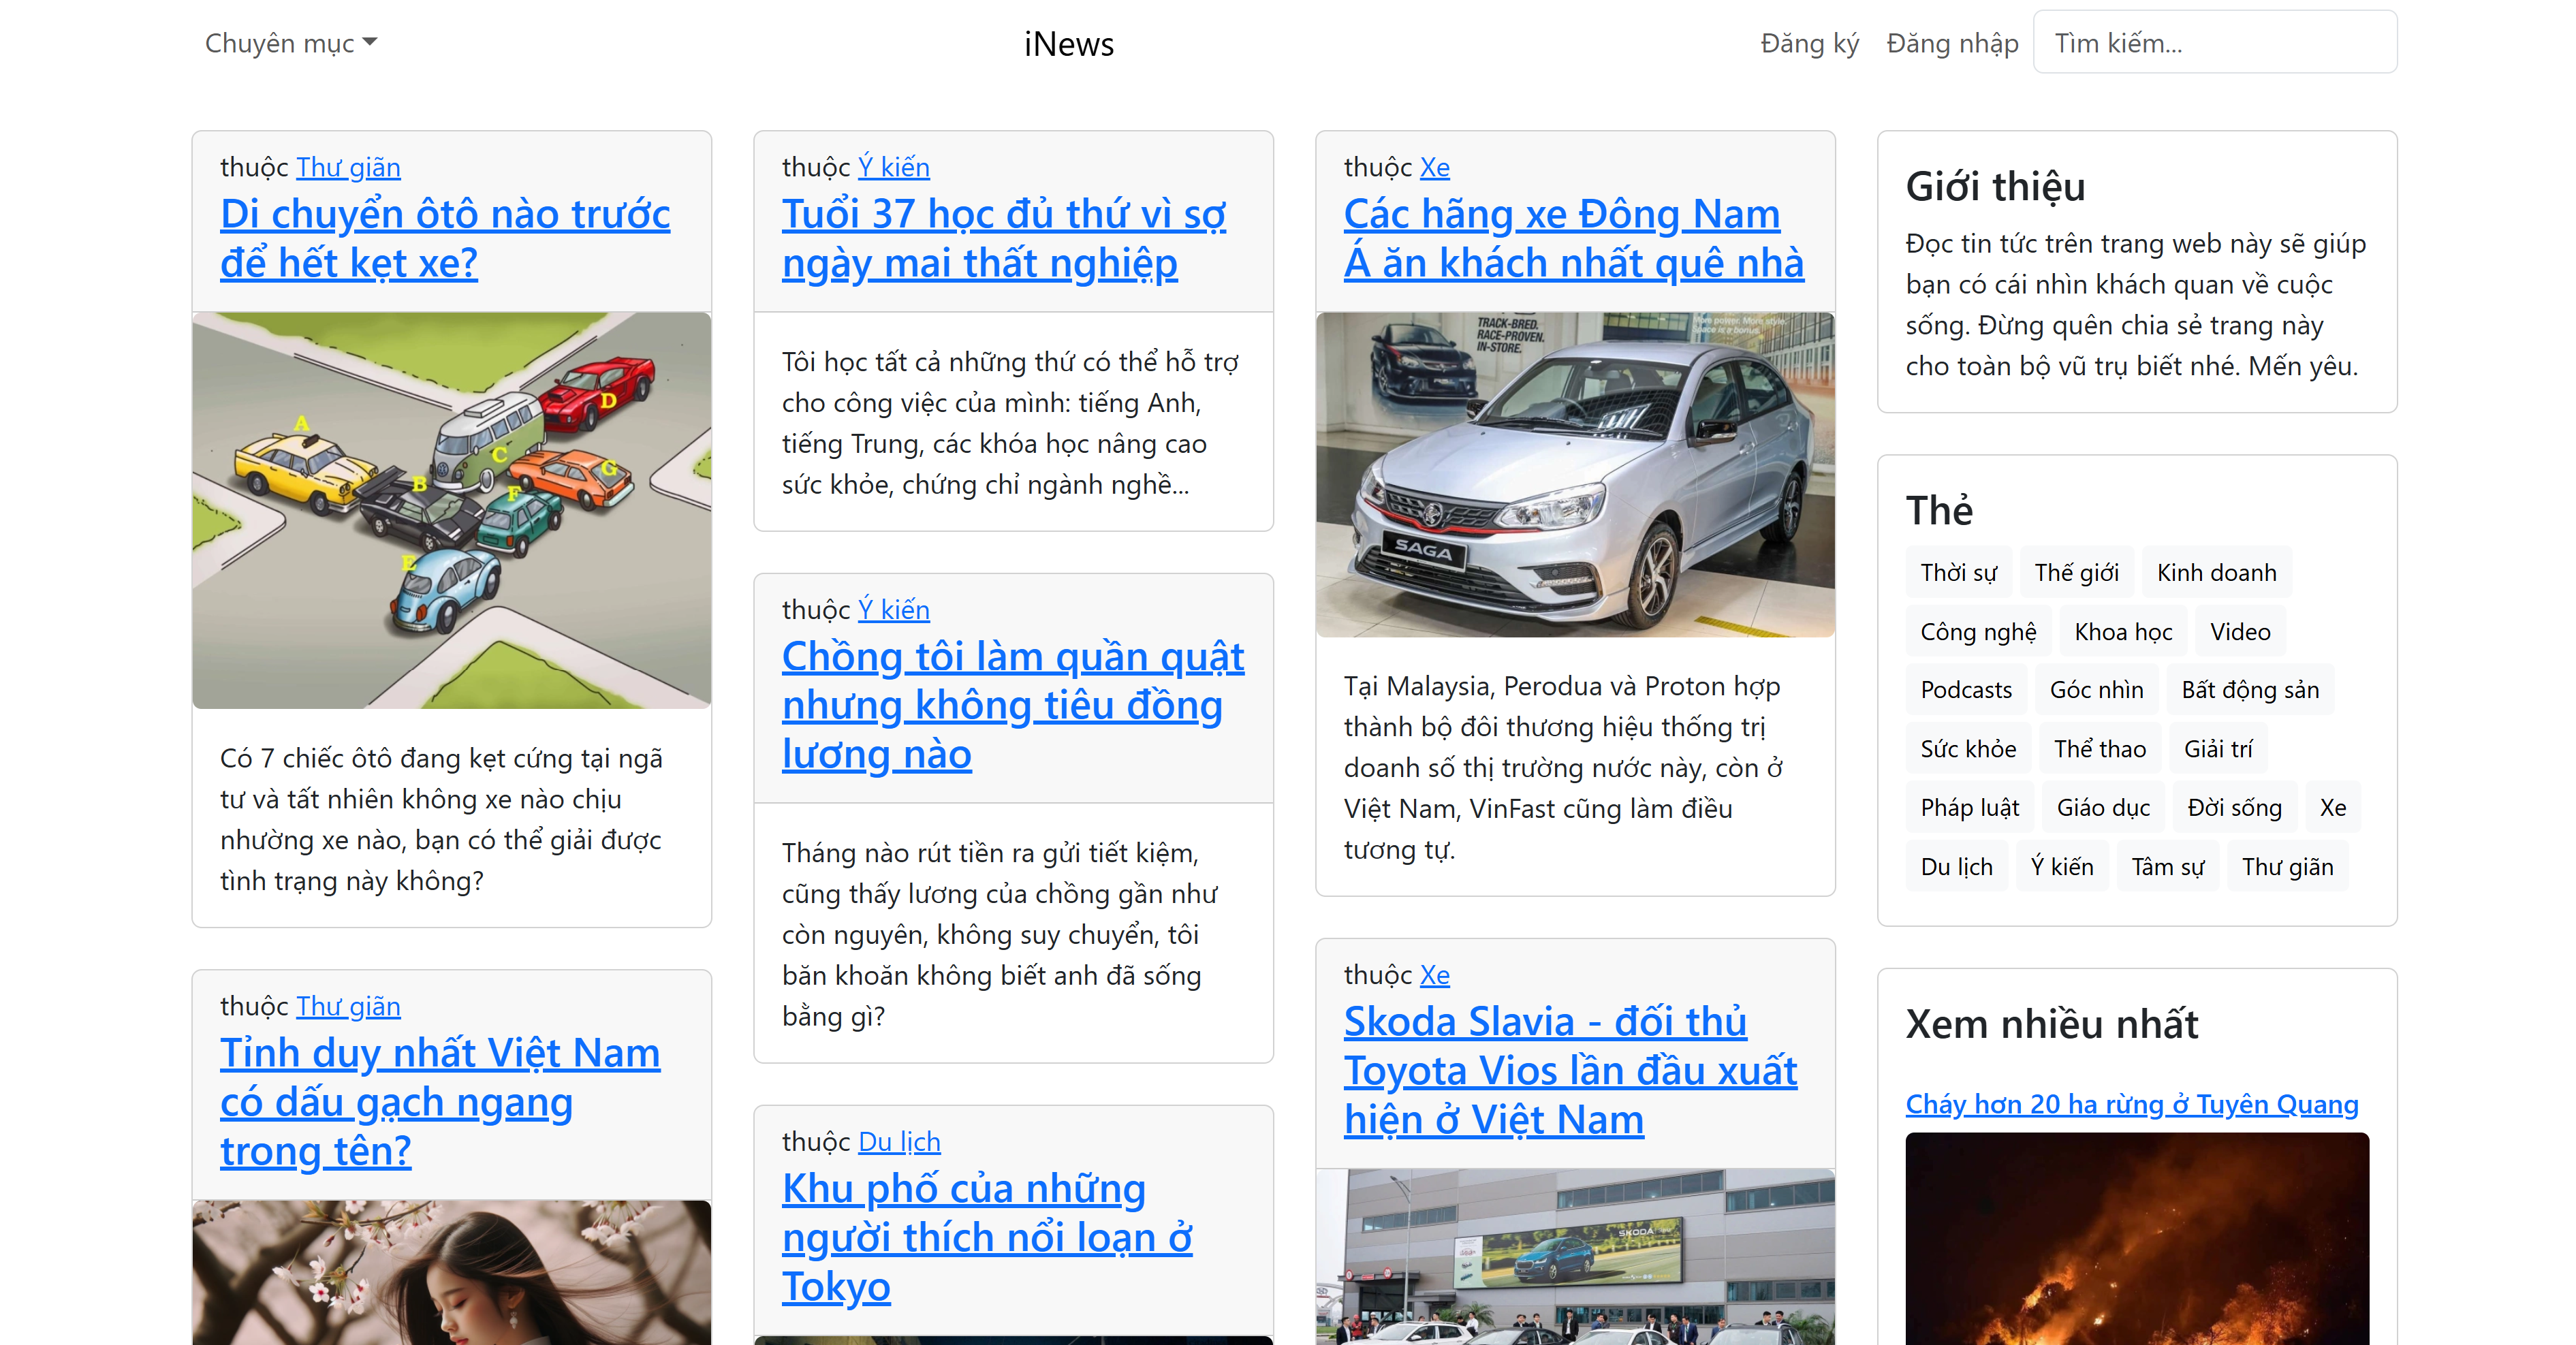 Chuyên mục
iNews
Đăng ký
Đăng nhập
Tìm kiếm...
thuộc Thư giãn
Di chuyển ôtô nào trước
để hết kẹt xe?
A
B
C
D
E
F
G
Có 7 chiếc ôtô đang kẹt cứng tại ngã
tư và tất nhiên không xe nào chịu
nhường xe nào, bạn có thể giải được
tình trạng này không?
thuộc Thư giãn
Tỉnh duy nhất Việt Nam
có dấu gạch ngang
trong tên?
thuộc Ý kiến
Tuổi 37 học đủ thứ vì sợ
ngày mai thất nghiệp
Tôi học tất cả những thứ có thể hỗ trợ
cho công việc của mình: tiếng Anh,
tiếng Trung, các khóa học nâng cao
sức khỏe, chứng chỉ ngành nghề...
thuộc Ý kiến
Chồng tôi làm quần quật
nhưng không tiêu đồng
lương nào
Tháng nào rút tiền ra gửi tiết kiệm,
cũng thấy lương của chồng gần như
còn nguyên, không suy chuyển, tôi
băn khoăn không biết anh đã sống
bằng gì?
thuộc Du lịch
Khu phố của những
người thích nổi loạn ở
Tokyo
thuộc Xe
Các hãng xe Đông Nam
Á ăn khách nhất quê nhà
TRACK-BRED.
RACE-PROVEN.
IN-STORE.
More power. More style.
Space is a bonus.
SAGA
Tại Malaysia, Perodua và Proton hợp
thành bộ đôi thương hiệu thống trị
doanh số thị trường nước này, còn ở
Việt Nam, VinFast cũng làm điều
tương tự.
thuộc Xe
Skoda Slavia - đối thủ
Toyota Vios lần đầu xuất
hiện ở Việt Nam
SKODA
Giới thiệu
Đọc tin tức trên trang web này sẽ giúp
bạn có cái nhìn khách quan về cuộc
sống. Đừng quên chia sẻ trang này
cho toàn bộ vũ trụ biết nhé. Mến yêu.
Thẻ
Thời sự Thế giới Kinh doanh
Công nghệ Khoa học Video
Podcasts Góc nhìn Bất động sản
Sức khỏe Thể thao Giải trí
Pháp luật Giáo dục Đời sống Xe
Du lịch Ý kiến Tâm sự Thư giãn
Xem nhiều nhất
Cháy hơn 20 ha rừng ở Tuyên Quang